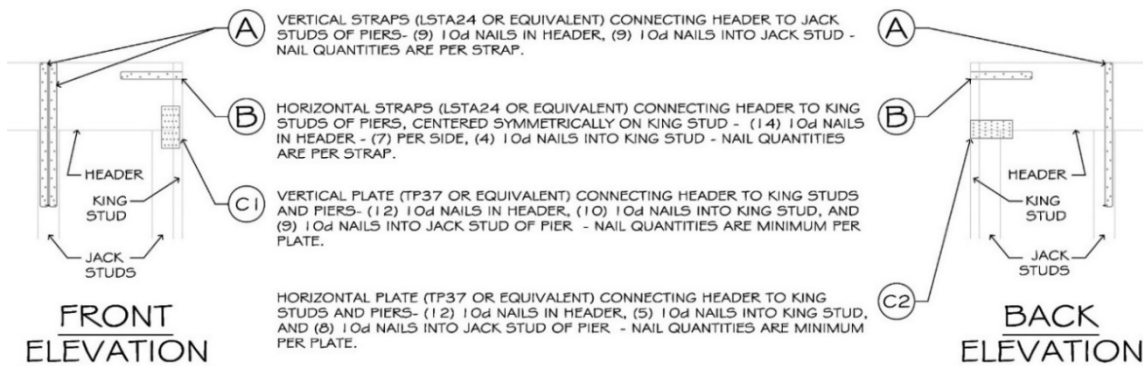 A
VERTICAL STRAPS (LSTA24 OR EQUIVALENT) CONNECTING HEADER TO JACK
STUDS OF PIERS- (9) 10d NAILS IN HEADER, (9) 10d NAILS INTO JACK STUD -
NAIL QUANTITIES ARE PER STRAP.
A
B
HORIZONTAL STRAPS (LSTA24 OR EQUIVALENT) CONNECTING HEADER TO KING
STUDS OF PIERS, CENTERED SYMMETRICALLY ON KING STUD - (14) 10d NAILS
IN HEADER - (7) PER SIDE, (4) 10d NAILS INTO KING STUD - NAIL QUANTITIES
ARE PER STRAP.
B
HEADER
KING
STUD
JACK
STUDS
C1
VERTICAL PLATE (TP37 OR EQUIVALENT) CONNECTING HEADER TO KING STUDS
AND PIERS- (12) 10d NAILS IN HEADER, (10) 10d NAILS INTO KING STUD, AND
(9) 10d NAILS INTO JACK STUD OF PIER - NAIL QUANTITIES ARE MINIMUM PER
PLATE.
HEADER
KING
STUD
JACK
STUDS
HORIZONTAL PLATE (TP37 OR EQUIVALENT) CONNECTING HEADER TO KING
STUDS AND PIERS- (12) 10d NAILS IN HEADER, (5) 10d NAILS INTO KING STUD,
AND (8) 10d NAILS INTO JACK STUD OF PIER - NAIL QUANTITIES ARE MINIMUM
PER PLATE.
C2
FRONT
ELEVATION
BACK
ELEVATION